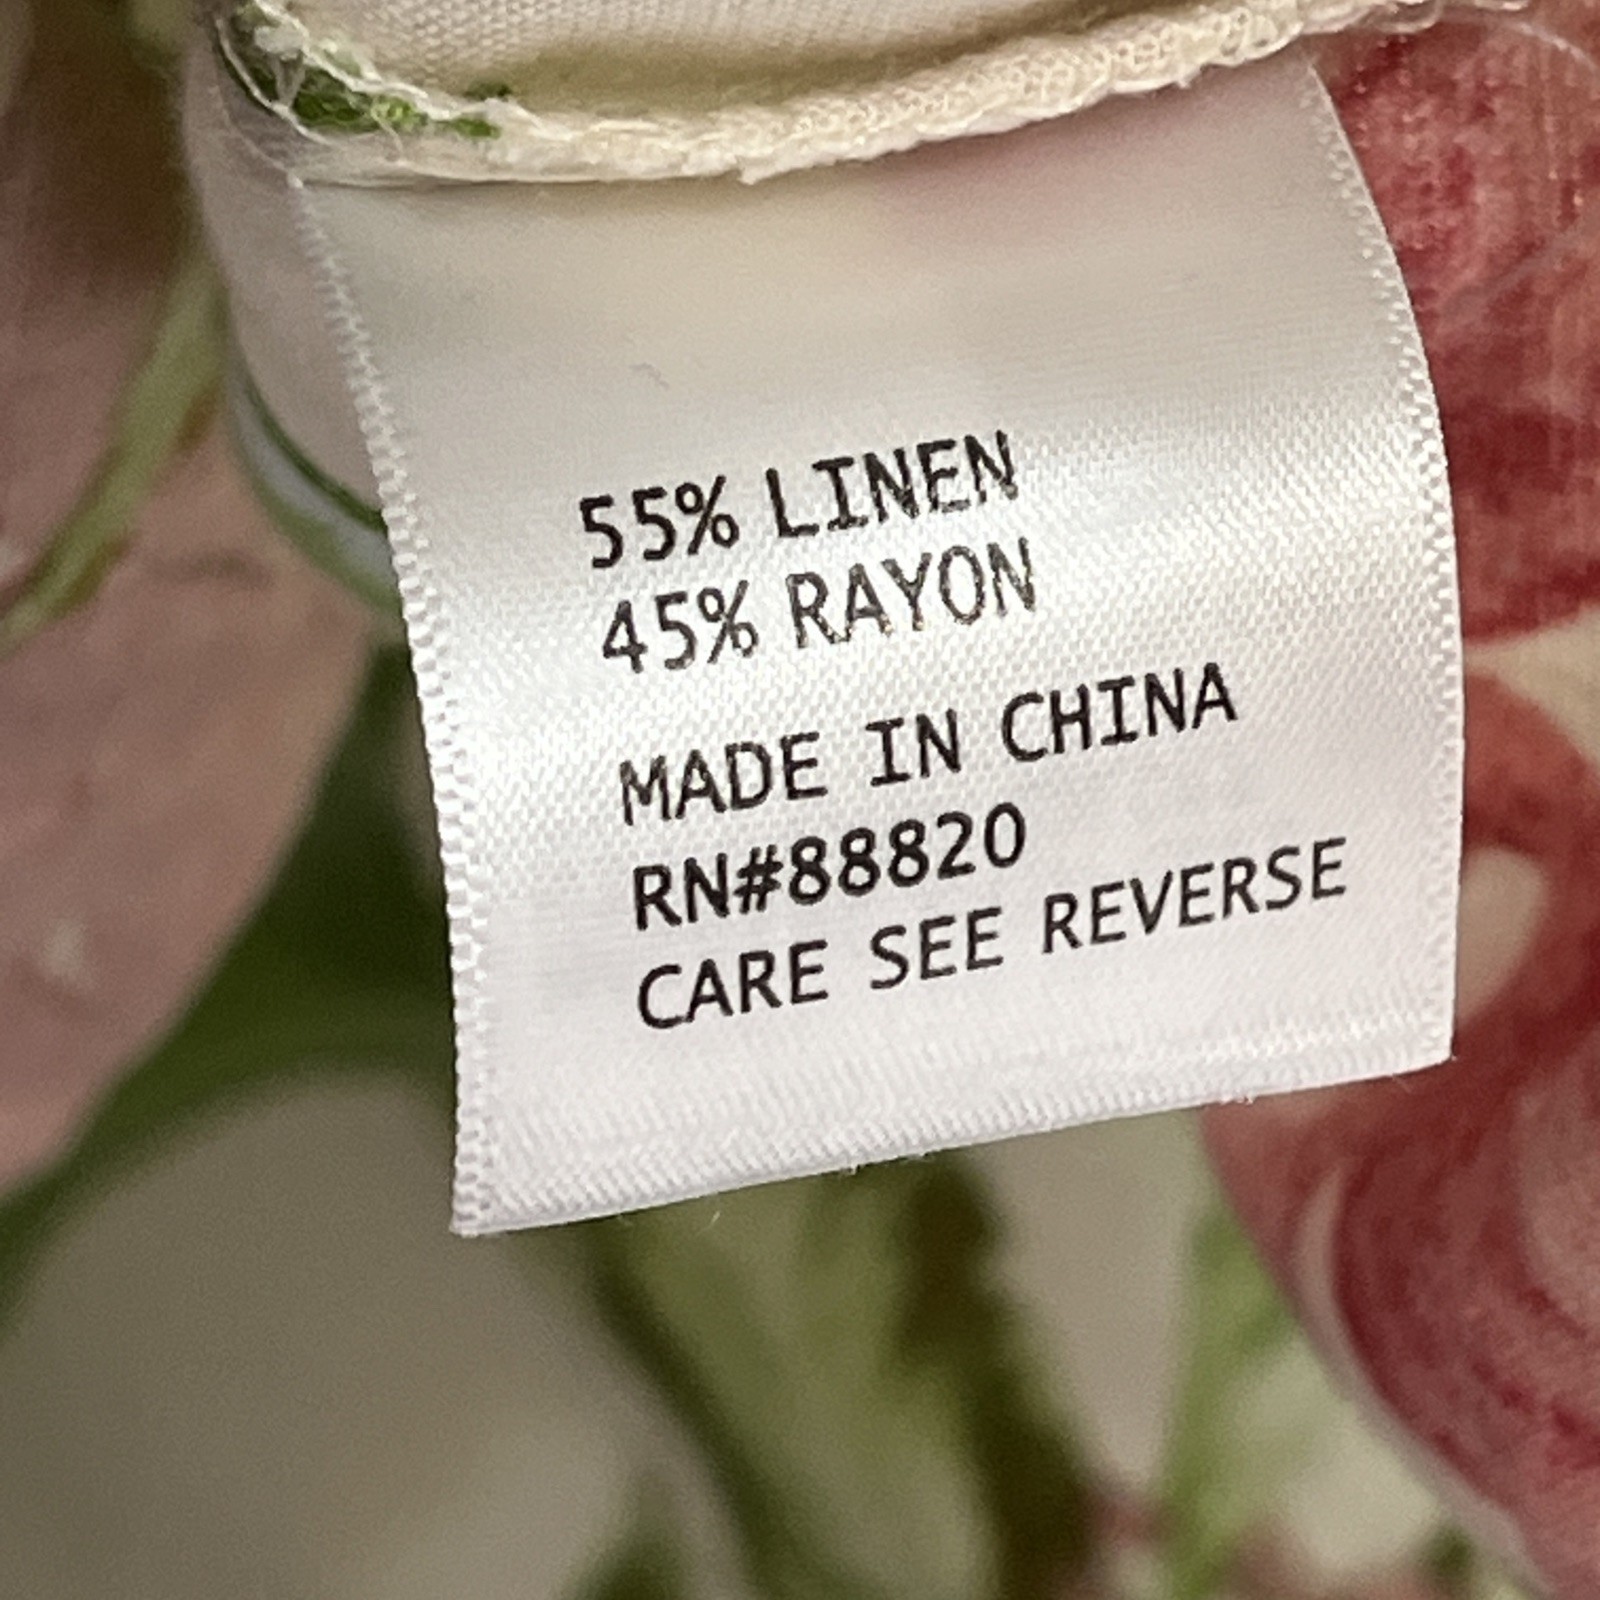 55% LINEN
45% RAYON
MADE IN CHINA
RN#88820
CARE SEE REVERSE